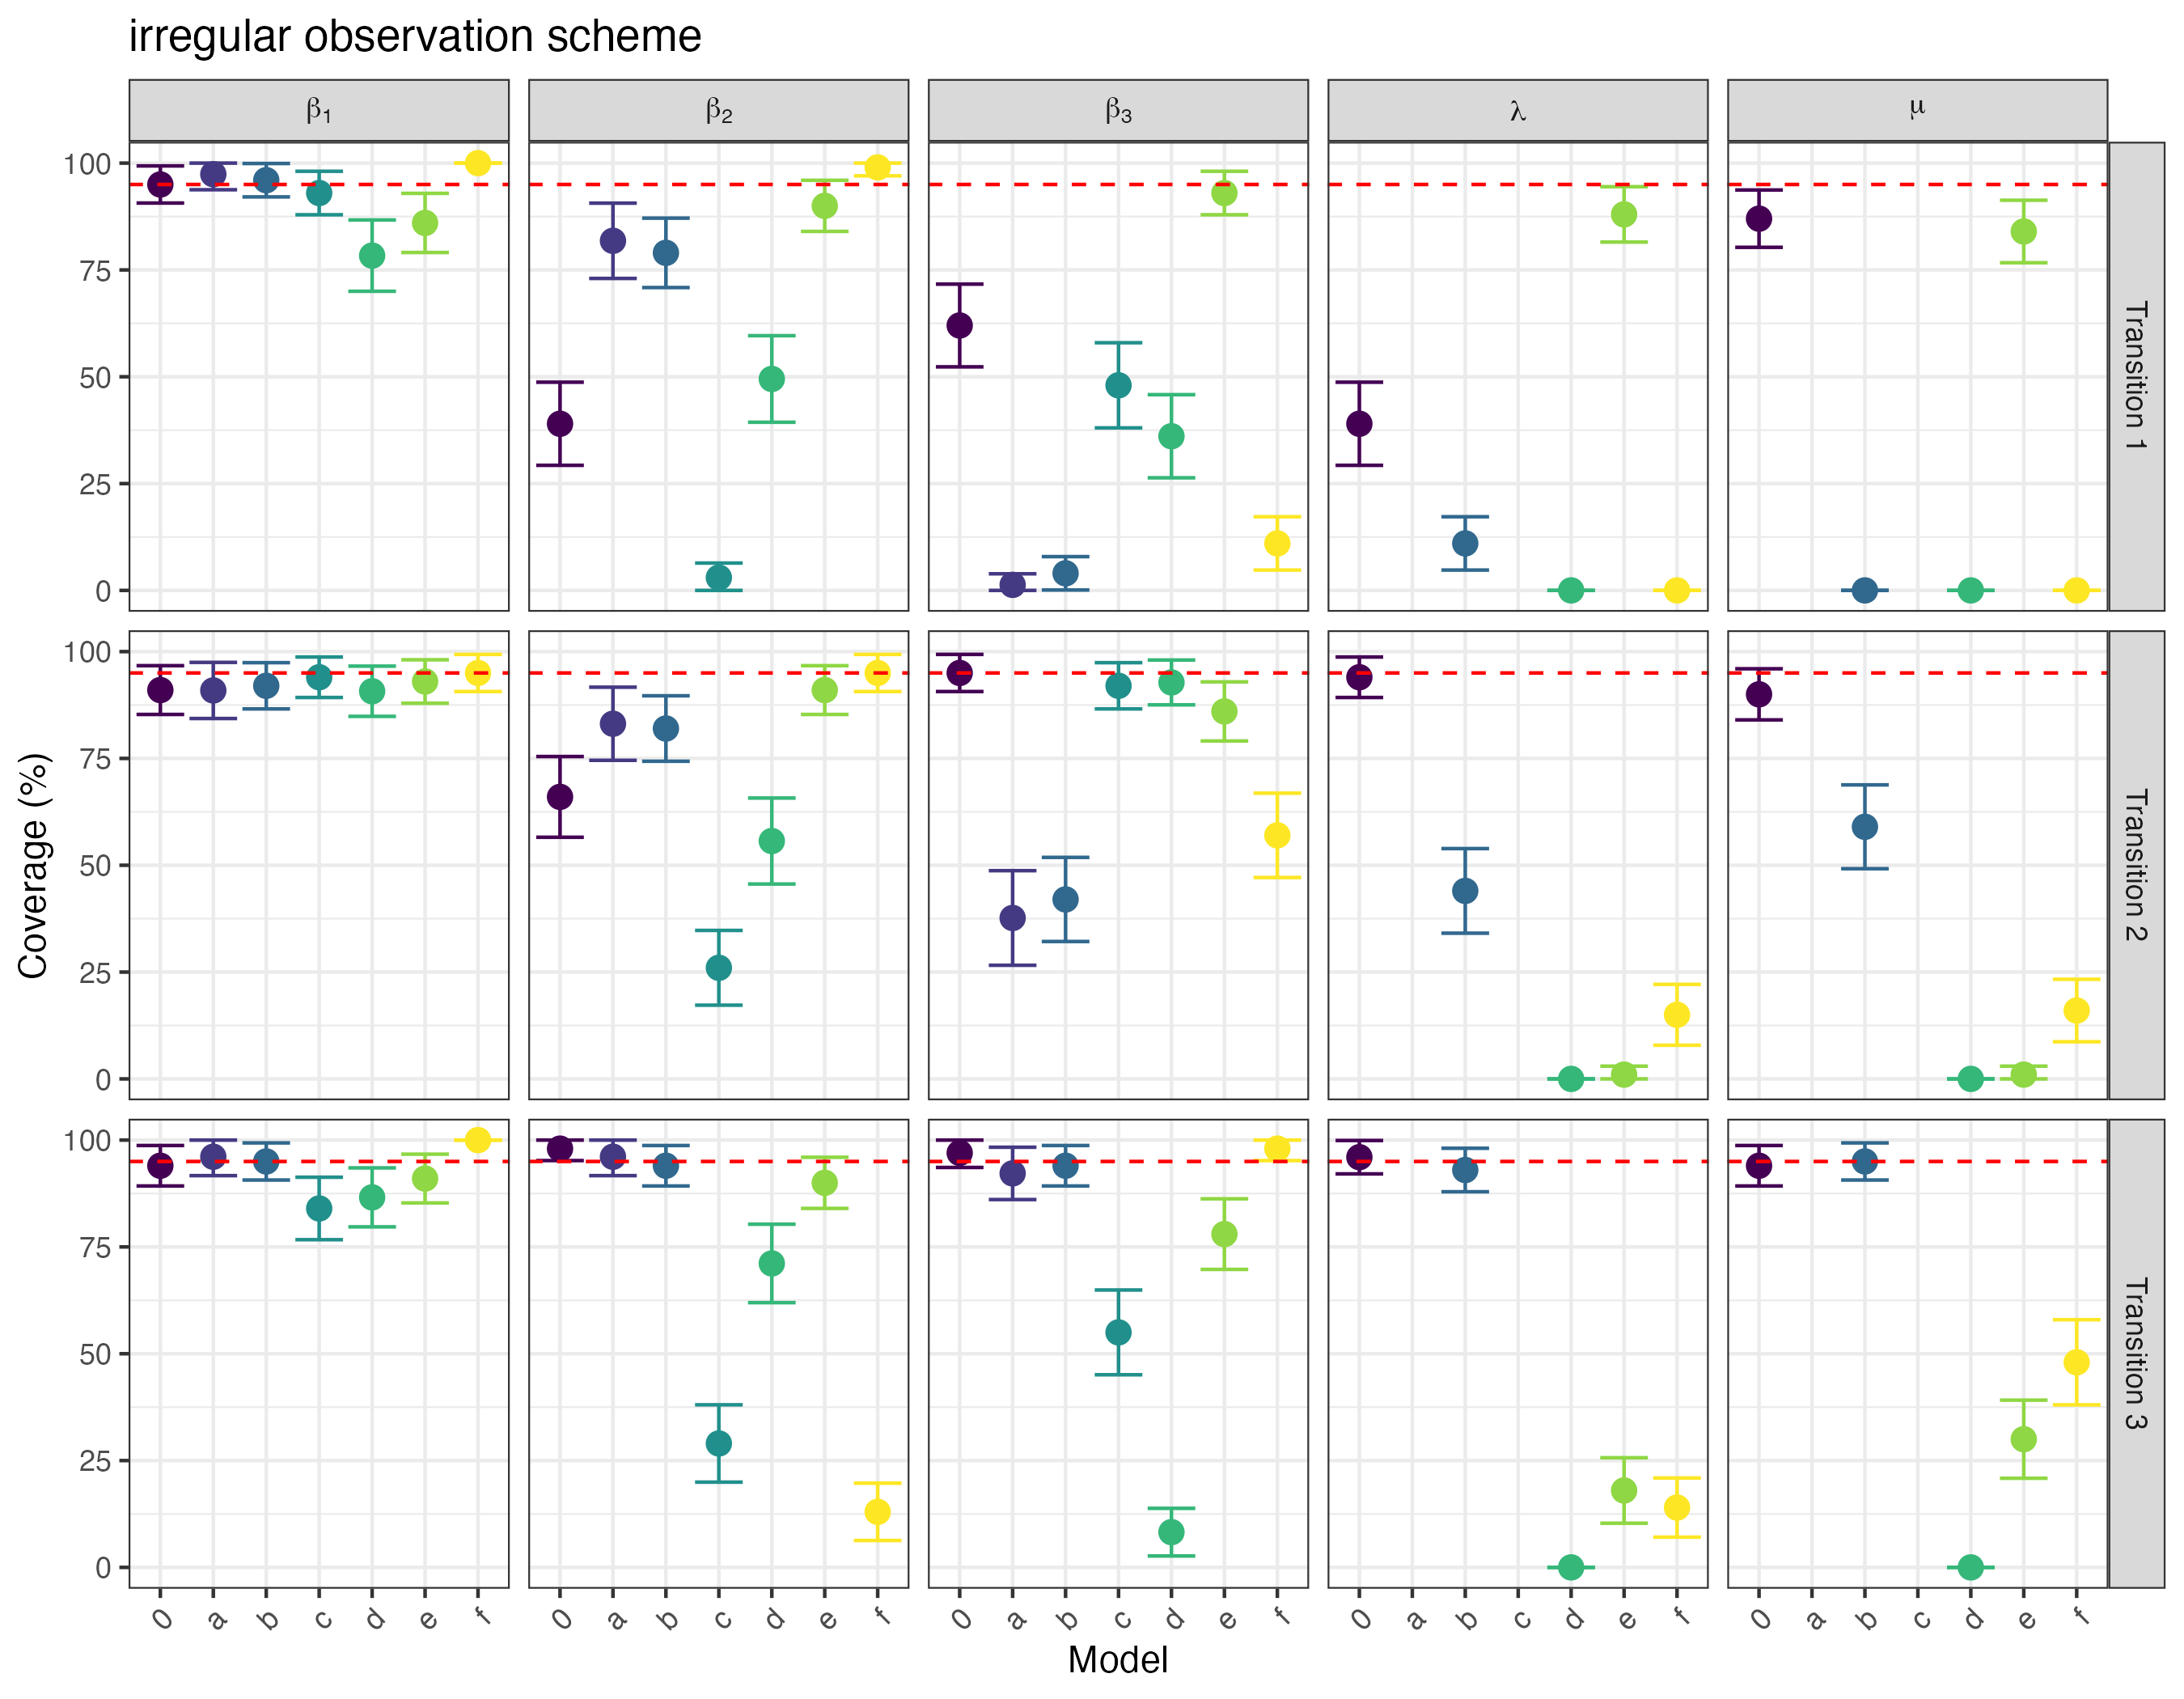 irregular observation scheme
β1 β2 β3 λ μ
100
75
50
25
0
Transition 1
100
75
50
25
0
Transition 2
100
75
50
25
0
Transition 3
Coverage (%)
0 a b c d e f 0 a b c d e f 0 a b c d e f 0 a b c d e f 0 a b c d e f
Model